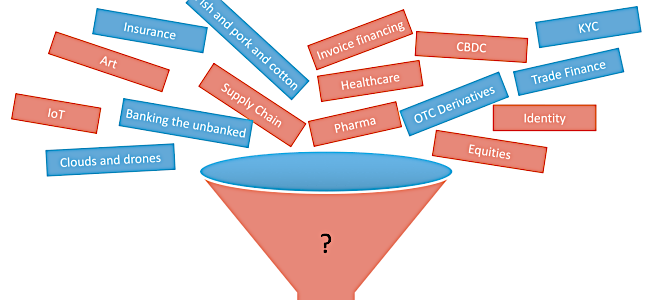 Insurance
and pork and cotton
Invoice financing
CBDC
KYC
Art
Healthcare
Trade Finance
Supply Chain
OTC Derivatives
IoT
Banking the unbanked
Pharma
Identity
Clouds and drones
Equities
?